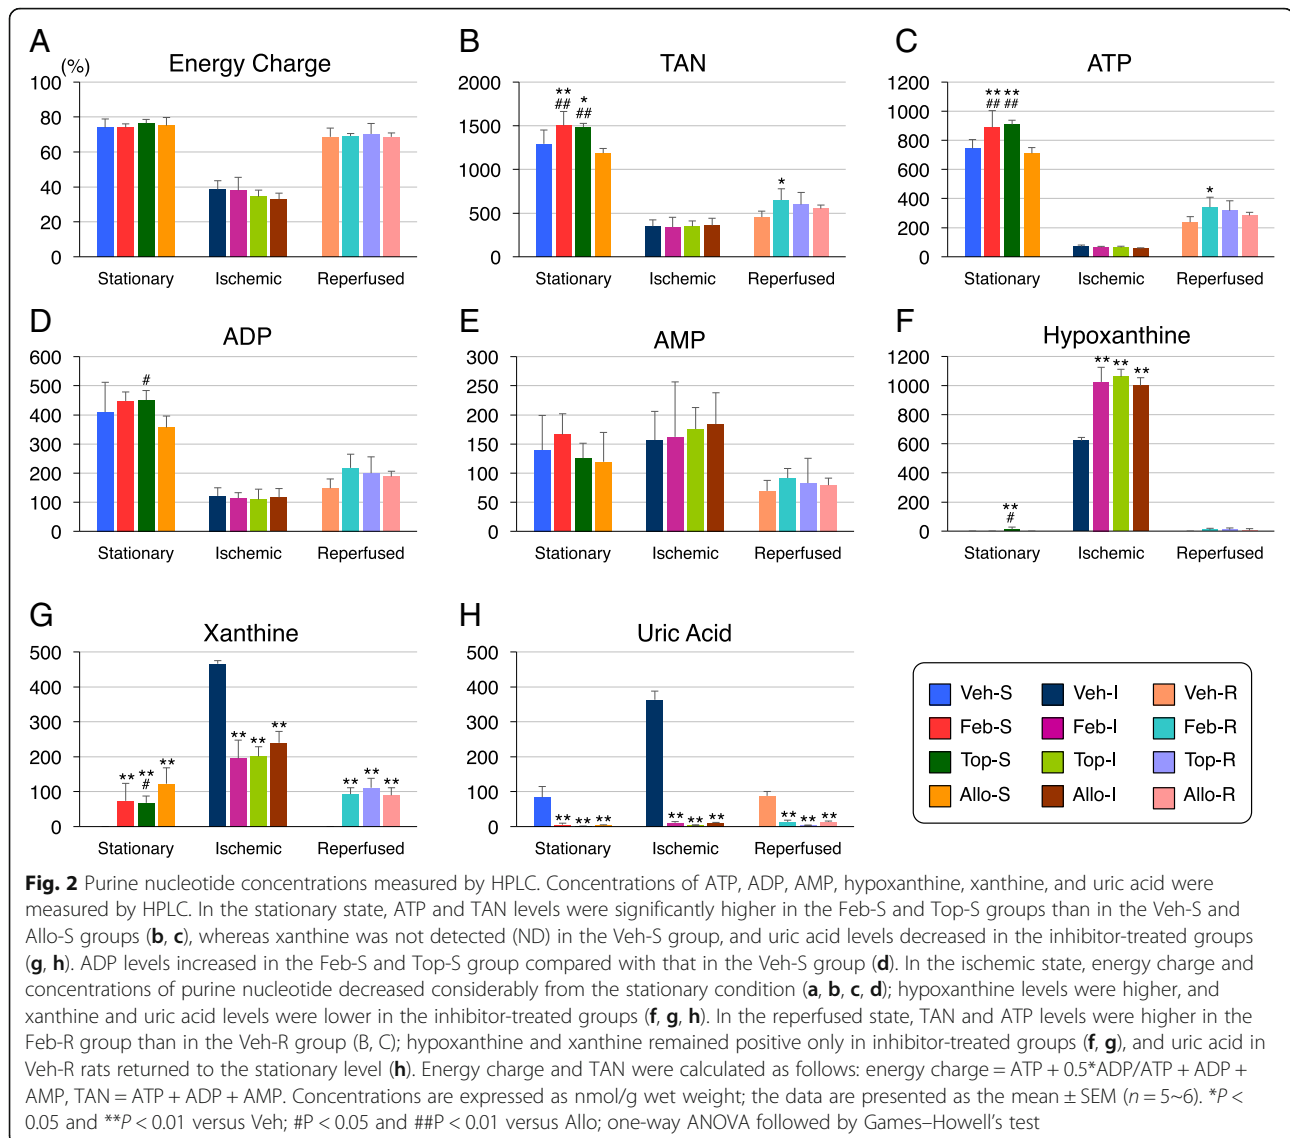 A
Energy Charge
(%)
100
80
60
40
20
0
Stationary
Ischemic
Reperfused
B
TAN
2000
1500
1000
500
0
**
##
*
##
*
Stationary
Ischemic
Reperfused
C
ATP
1200
1000
800
600
400
200
0
** **
## ##
*
Stationary
Ischemic
Reperfused
D
ADP
600
500
400
300
200
100
0
#
Stationary
Ischemic
Reperfused
E
AMP
300
250
200
150
100
50
0
Stationary
Ischemic
Reperfused
F
Hypoxanthine
1200
1000
800
600
400
200
0
**
#
** ** **
Stationary
Ischemic
Reperfused
G
Xanthine
500
400
300
200
100
0
** ** **
#
** ** **
** ** **
Stationary
Ischemic
Reperfused
H
Uric Acid
500
400
300
200
100
0
** ** **
** ** **
** ** **
Stationary
Ischemic
Reperfused
Veh-S Veh-I Veh-R
Feb-S Feb-I Feb-R
Top-S Top-I Top-R
Allo-S Allo-I Allo-R
Fig. 2 Purine nucleotide concentrations measured by HPLC. Concentrations of ATP, ADP, AMP, hypoxanthine, xanthine, and uric acid were
measured by HPLC. In the stationary state, ATP and TAN levels were significantly higher in the Feb-S and Top-S groups than in the Veh-S and
Allo-S groups (b, c), whereas xanthine was not detected (ND) in the Veh-S group, and uric acid levels decreased in the inhibitor-treated groups
(g, h). ADP levels increased in the Feb-S and Top-S group compared with that in the Veh-S group (d). In the ischemic state, energy charge and
concentrations of purine nucleotide decreased considerably from the stationary condition (a, b, c, d); hypoxanthine levels were higher, and
xanthine and uric acid levels were lower in the inhibitor-treated groups (f, g, h). In the reperfused state, TAN and ATP levels were higher in the
Feb-R group than in the Veh-R group (B, C); hypoxanthine and xanthine remained positive only in inhibitor-treated groups (f, g), and uric acid in
Veh-R rats returned to the stationary level (h). Energy charge and TAN were calculated as follows: energy charge = ATP + 0.5*ADP/ATP + ADP +
AMP, TAN = ATP + ADP + AMP. Concentrations are expressed as nmol/g wet weight; the data are presented as the mean ± SEM (n = 5~6). *P <
0.05 and **P < 0.01 versus Veh; #P < 0.05 and ##P < 0.01 versus Allo; one-way ANOVA followed by Games–Howell's test